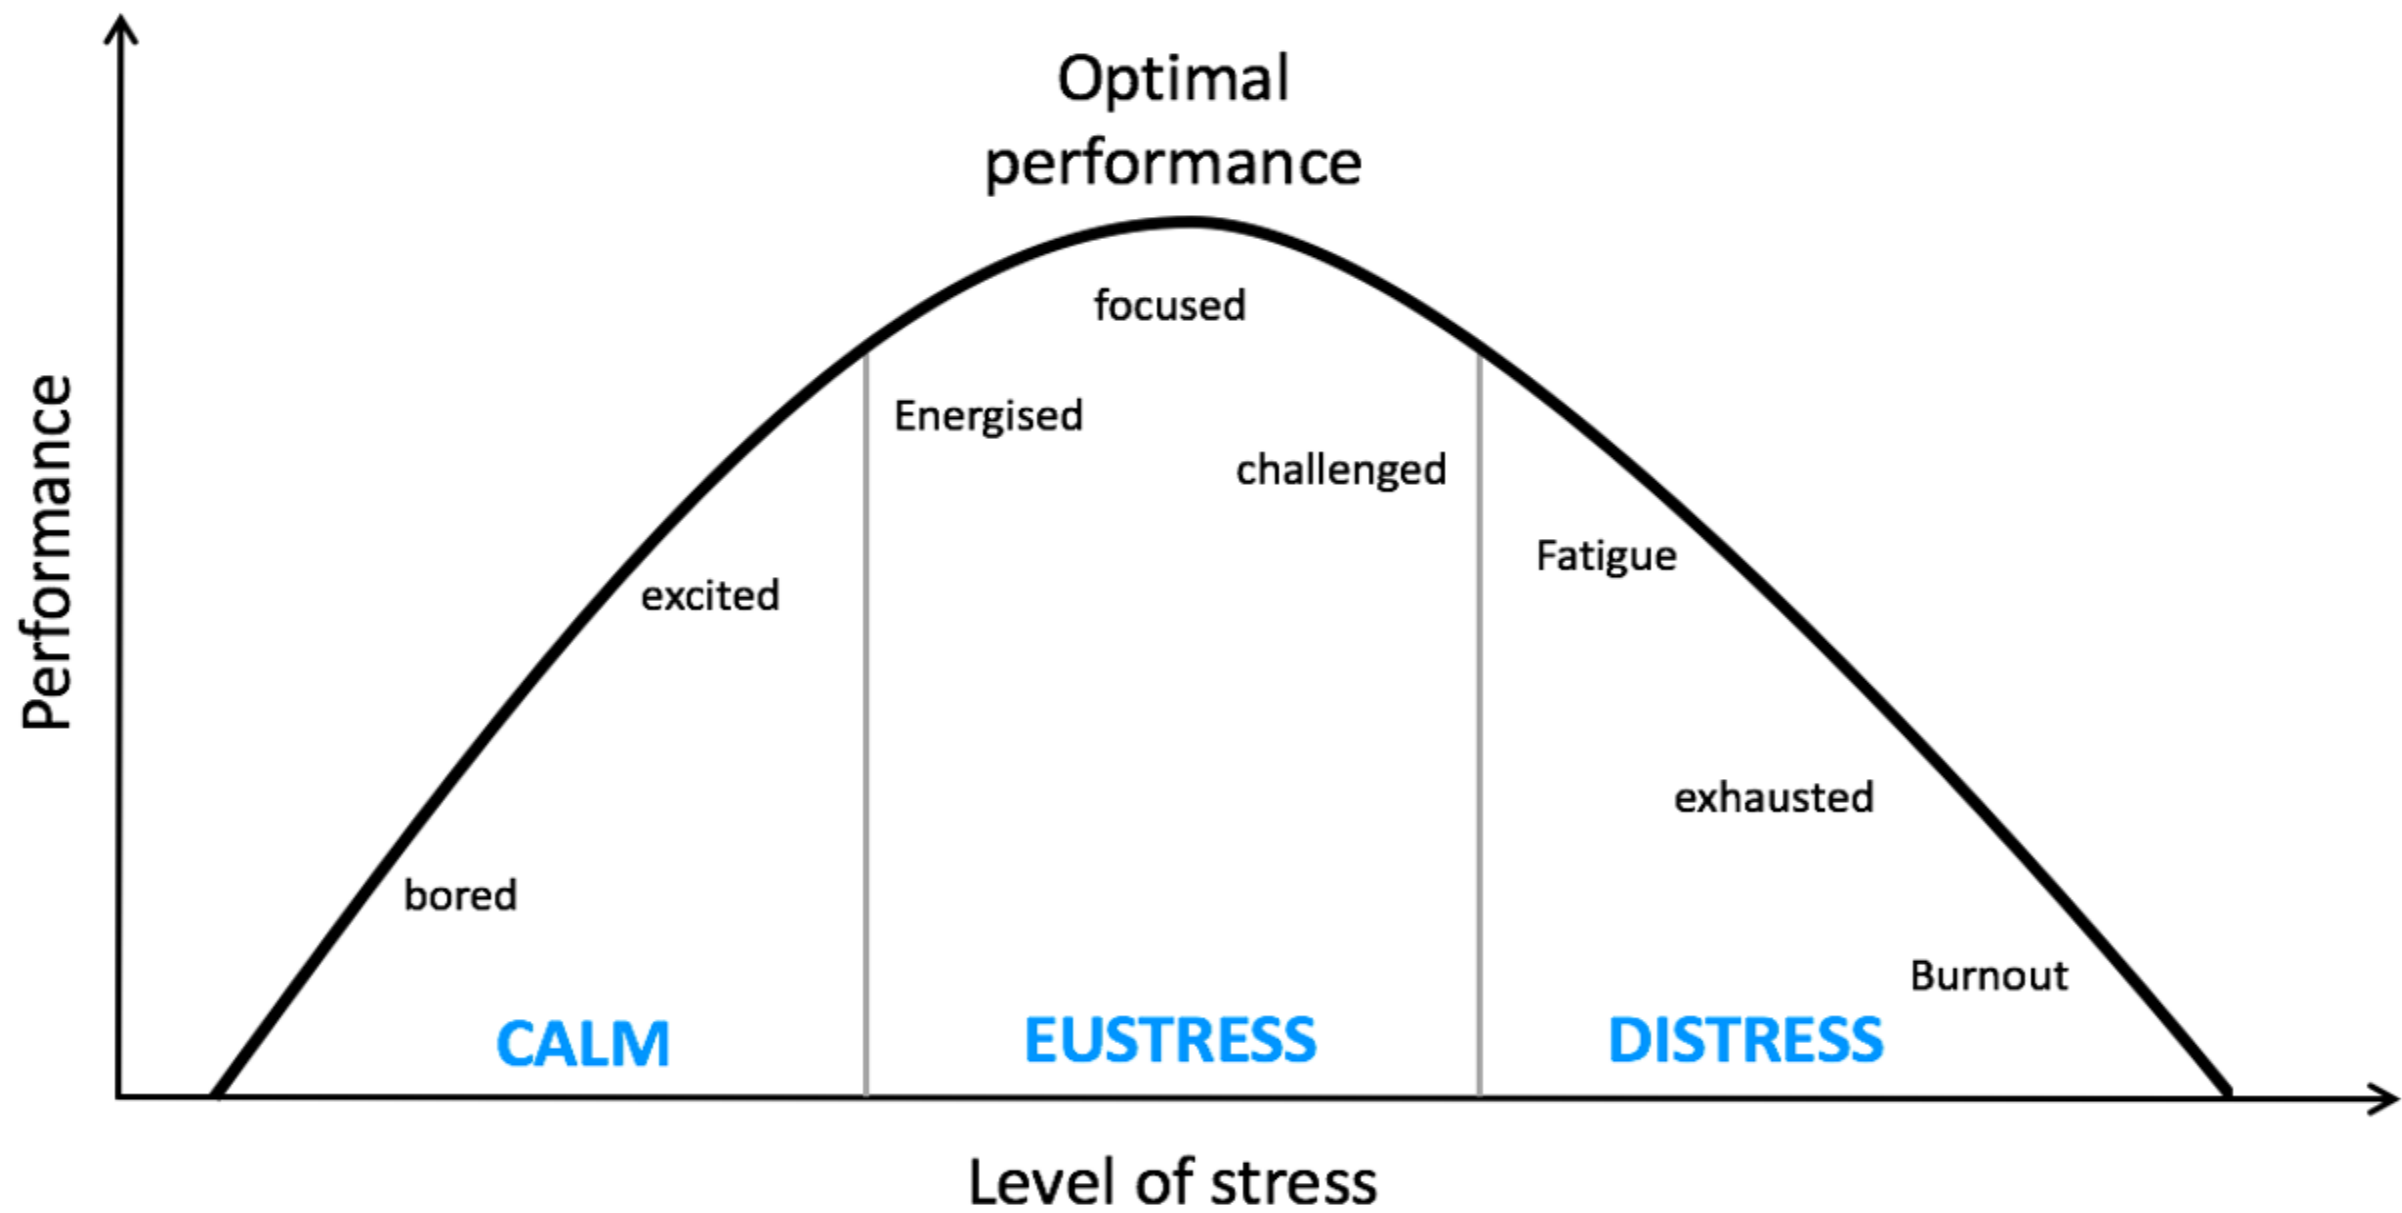 Optimal
performance
focused
Energised
challenged
Fatigue
excited
exhausted
bored
Burnout
CALM
EUSTRESS
DISTRESS
Performance
Level of stress